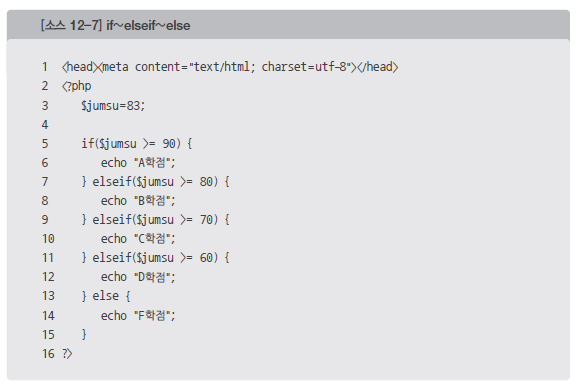 [소스 12-7] if~elseif~else
1 <head><meta content="text/html; charset=utf-8"></head>
2 <?php
3 $jumsu=83;
4
5 if($jumsu >= 90) {
6 echo "A학점";
7 } elseif($jumsu >= 80) {
8 echo "B학점";
9 } elseif($jumsu >= 70) {
10 echo "C학점";
11 } elseif($jumsu >= 60) {
12 echo "D학점";
13 } else {
14 echo "F학점";
15 }
16 ?>